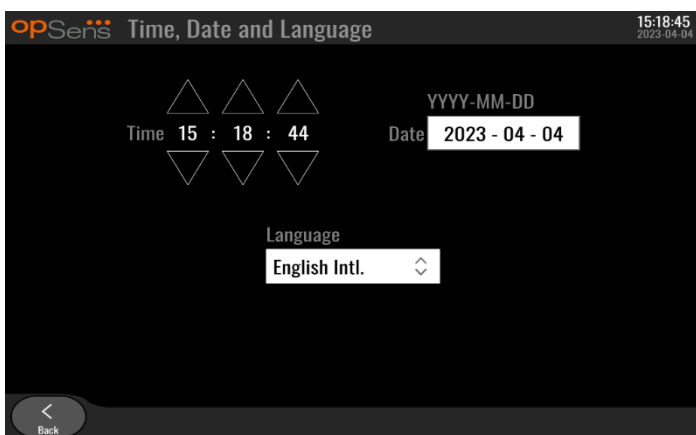 opSens Time, Date and Language 15:18:45
2023-04-04
YYYY-MM-DD
Time 15 : 18 : 44 Date 2023 - 04 - 04
Language
English Intl.
Back